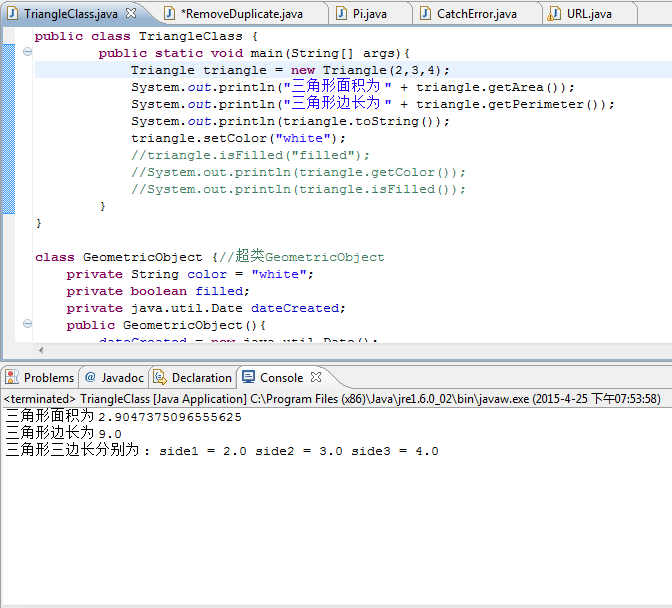 TriangleClass.java *RemoveDuplicate.java Pi.java CatchError.java URL.java
public class TriangleClass {
public static void main(String[] args){
Triangle triangle = new Triangle(2,3,4);
System.out.println("三角形面积为" + triangle.getArea());
System.out.println("三角形边长为" + triangle.getPerimeter());
System.out.println(triangle.toString());
triangle.setColor("white");
//triangle.isFilled("filled");
//System.out.println(triangle.getColor());
//System.out.println(triangle.isFilled());
}
}
class GeometricObject {//超类GeometricObject
private String color = "white";
private boolean filled;
private java.util.Date dateCreated;
public GeometricObject(){
dateCreated = new java.util.Date();
Problems @ Javadoc Declaration Console
<terminated> TriangleClass [Java Application] C:\Program Files (x86)\Java\jre1.6.0_02\bin\javaw.exe (2015-4-25 下午07:53:58)
三角形面积为2.9047375096555625
三角形边长为9.0
三角形三边长分别为：side1 = 2.0 side2 = 3.0 side3 = 4.0